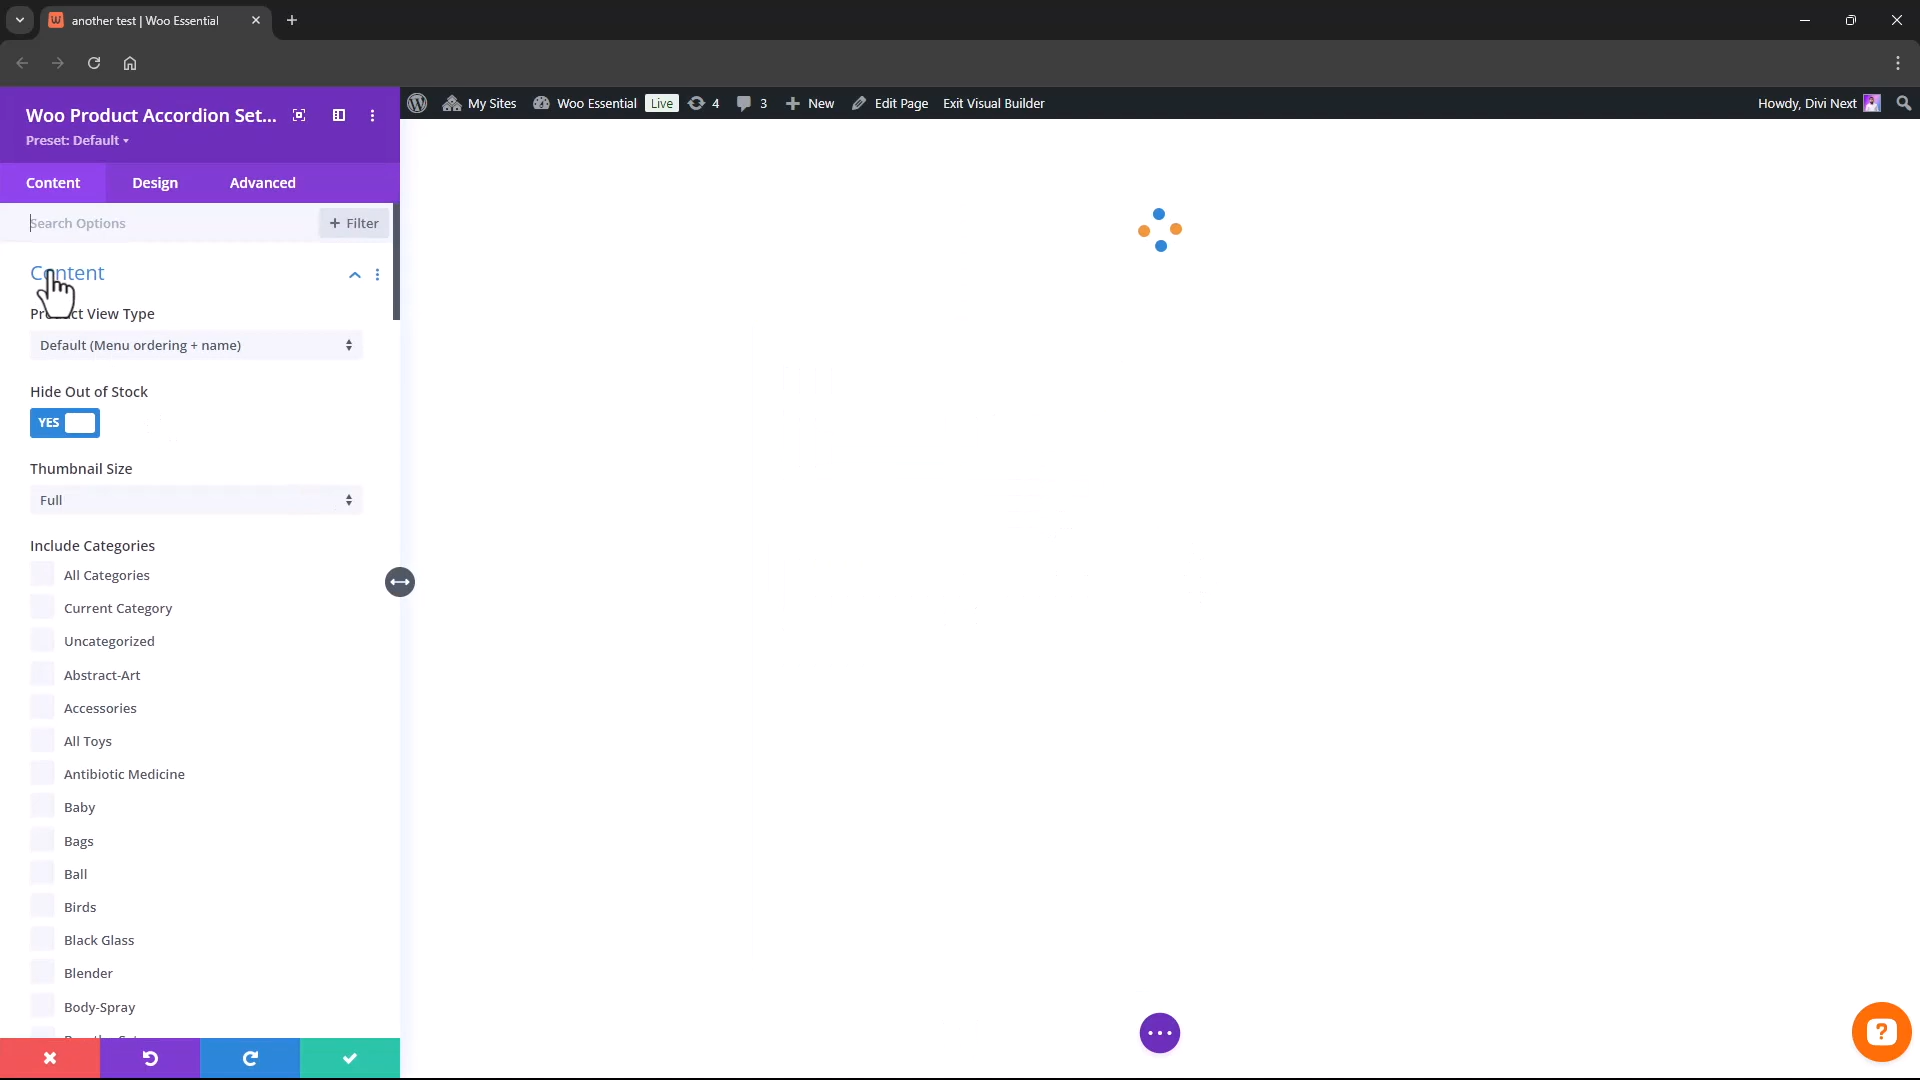 another test | Woo Essential
Woo Product Accordion Set...
Preset: Default
My Sites
Woo Essential
Live
4
3
New
Edit Page
Exit Visual Builder
Howdy, Divi Next
Content
Design
Advanced
Search Options
+ Filter
Content
Product View Type
Default (Menu ordering + name)
Hide Out of Stock
YES
Thumbnail Size
Full
Include Categories
All Categories
Current Category
Uncategorized
Abstract-Art
Accessories
All Toys
Antibiotic Medicine
Baby
Bags
Ball
Birds
Black Glass
Blender
Body-Spray